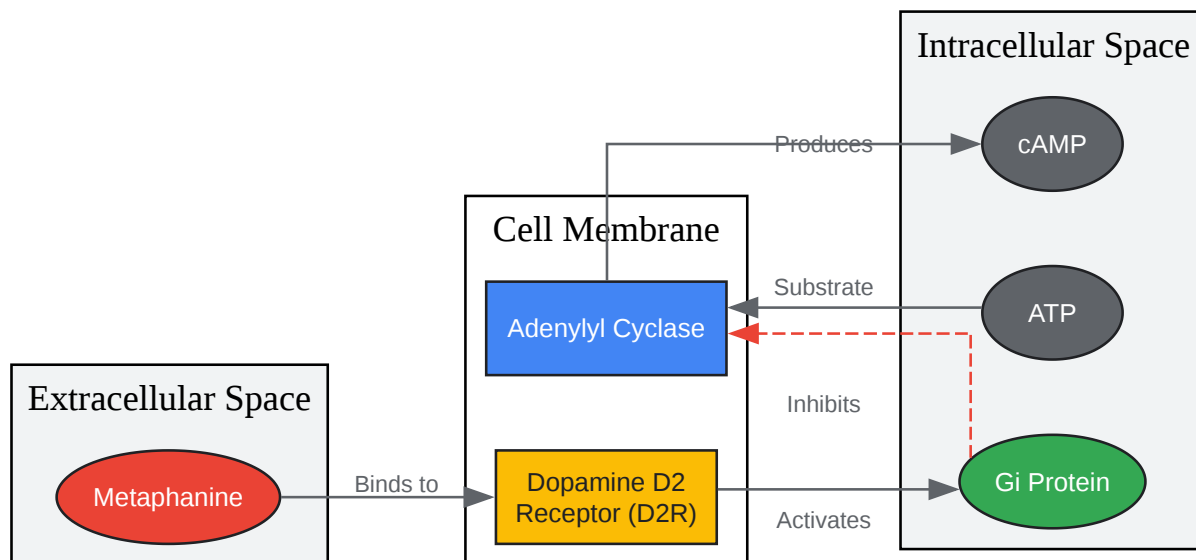 Intracellular Space
cAMP
Produces
Cell Membrane
Substrate
ATP
Adenylyl Cyclase
Extracellular Space
Inhibits
Metaphanine
Binds to
Dopamine D2
Receptor (D2R)
Activates
Gi Protein